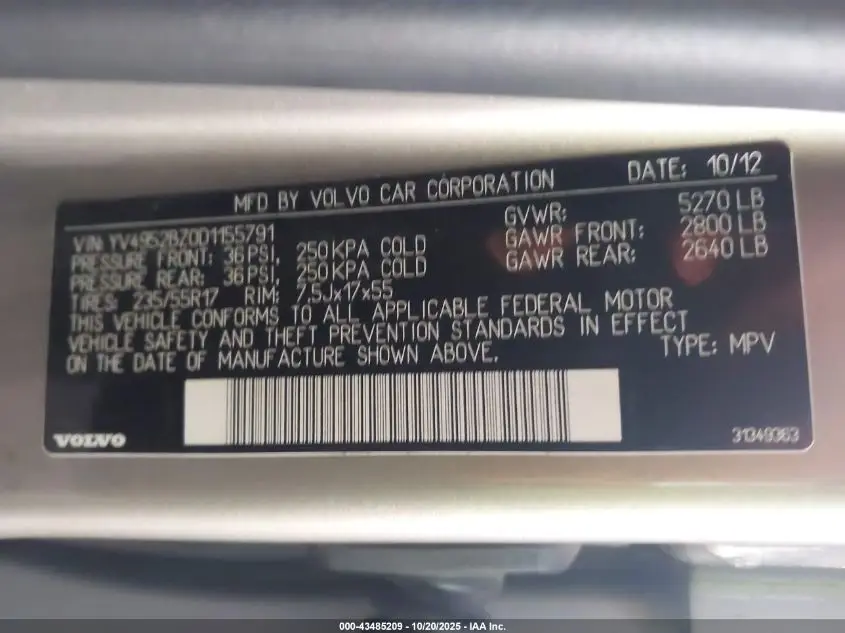 MFD BY VOLVO CAR CORPORATION DATE: 10/12
VIN: YV4952BZ0D1155791 GVWR: 5270 LB
PRESSURE FRONT: 36 PSI, 250 KPA COLD GAWR FRONT: 2800 LB
PRESSURE REAR: 36 PSI, 250 KPA COLD GAWR REAR: 2640 LB
TIRES: 235/55R17 RIM: 7,5Jx17x55
THIS VEHICLE CONFORMS TO ALL APPLICABLE FEDERAL MOTOR
VEHICLE SAFETY AND THEFT PREVENTION STANDARDS IN EFFECT
ON THE DATE OF MANUFACTURE SHOWN ABOVE. TYPE: MPV
VOLVO 31349363
000-43485209 - 10/20/2025 - IAA Inc.